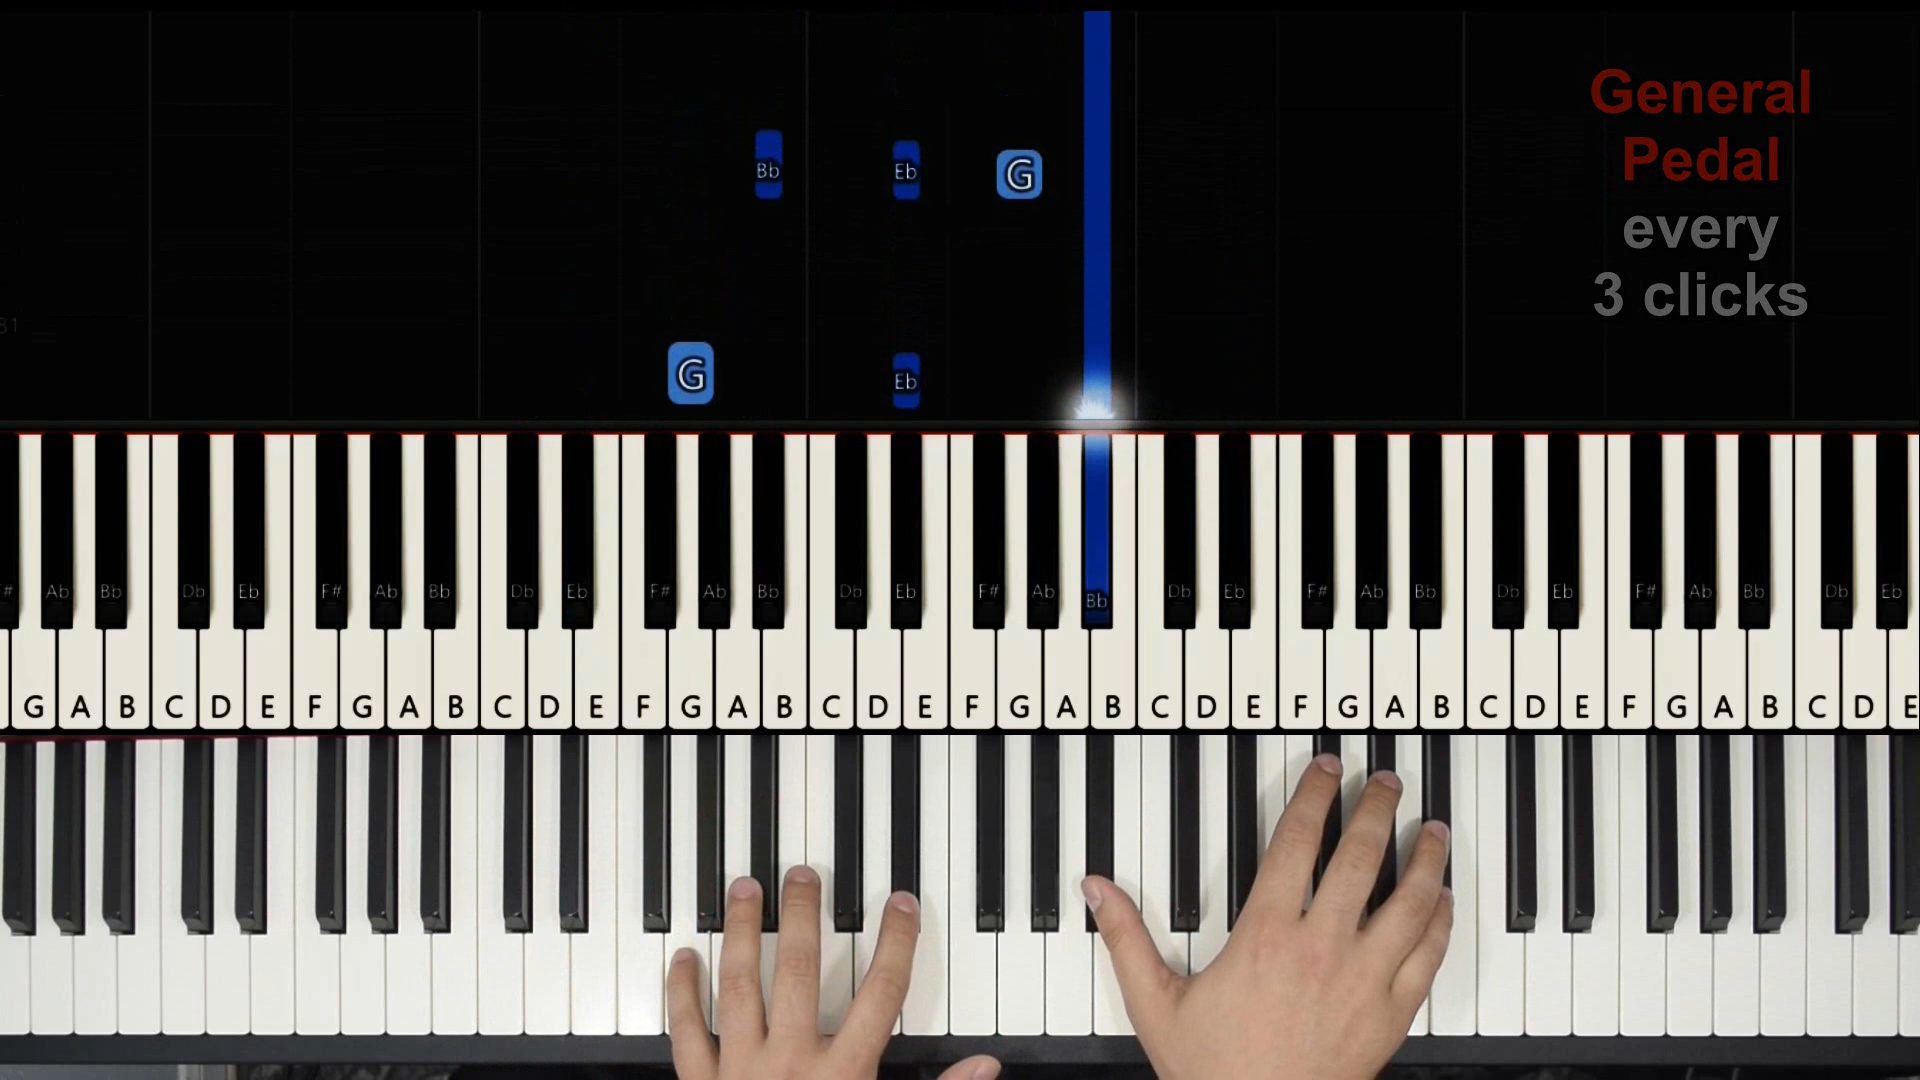 General
Pedal
every
3 clicks
Bb Eb G
B1
G Eb
F# Ab Bb Db Eb F# Ab Bb Db Eb F# Ab Bb Db Eb F# Ab Bb Db Eb F# Ab Bb Db Eb F# Ab Bb Db Eb
G A B C D E F G A B C D E F G A B C D E F G A B C D E F G A B C D E F G A B C D E